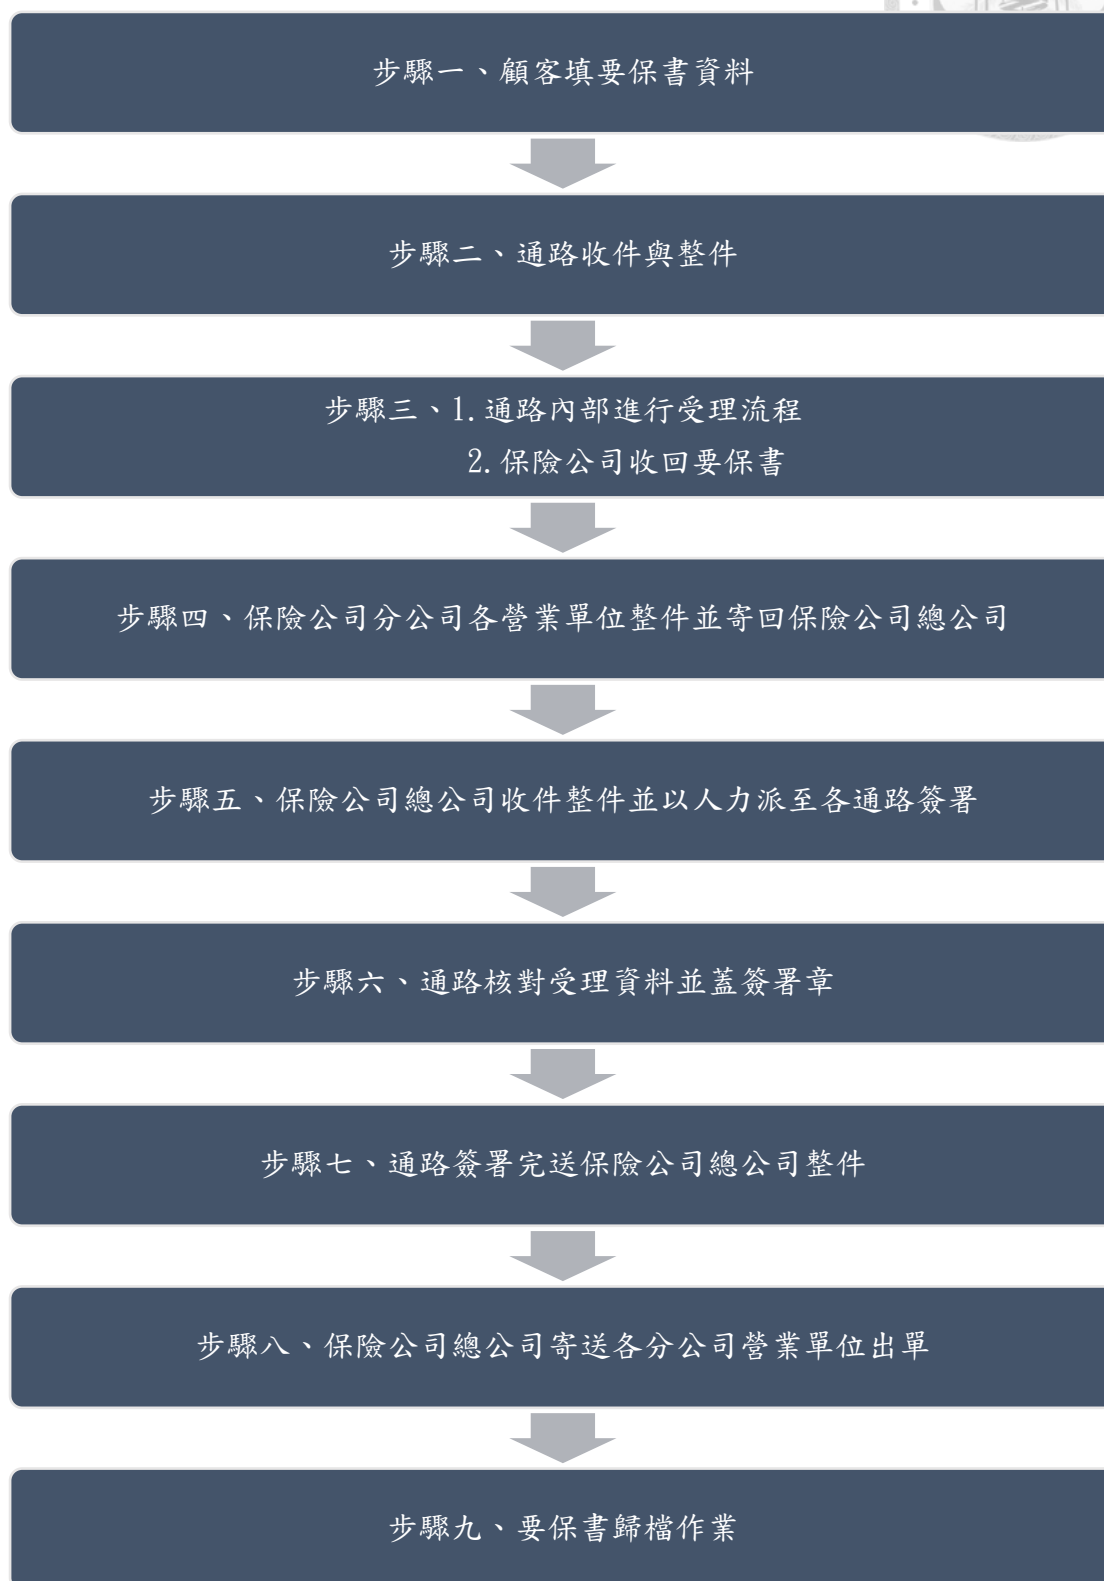 步驟一、顧客填要保書資料
步驟二、通路收件與整件
步驟三、1.通路內部進行受理流程
2.保險公司收回要保書
步驟四、保險公司分公司各營業單位整件並寄回保險公司總公司
步驟五、保險公司總公司收件整件並以人力派至各通路簽署
步驟六、通路核對受理資料並蓋簽署章
步驟七、通路簽署完送保險公司總公司整件
步驟八、保險公司總公司寄送各分公司營業單位出單
步驟九、要保書歸檔作業